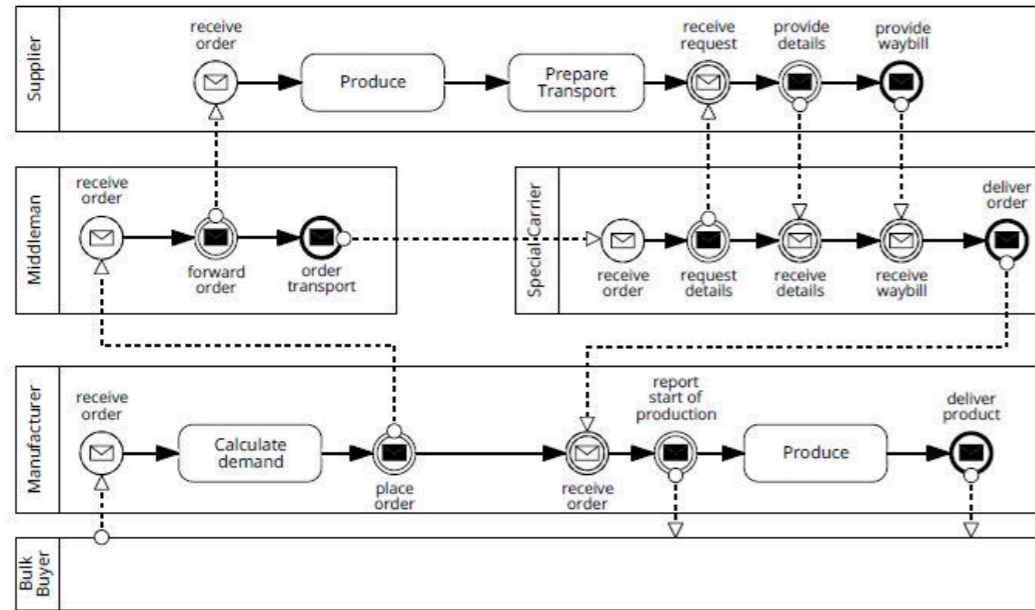 Supplier
receive
order
Produce
Prepare
Transport
receive
request
provide
details
provide
waybill
Middleman
receive
order
forward
order
order
transport
Special Carrier
receive
order
request
details
receive
details
receive
waybill
deliver
order
Manufacturer
receive
order
Calculate
demand
place
order
receive
order
report
start of
production
Produce
deliver
product
Bulk
Buyer